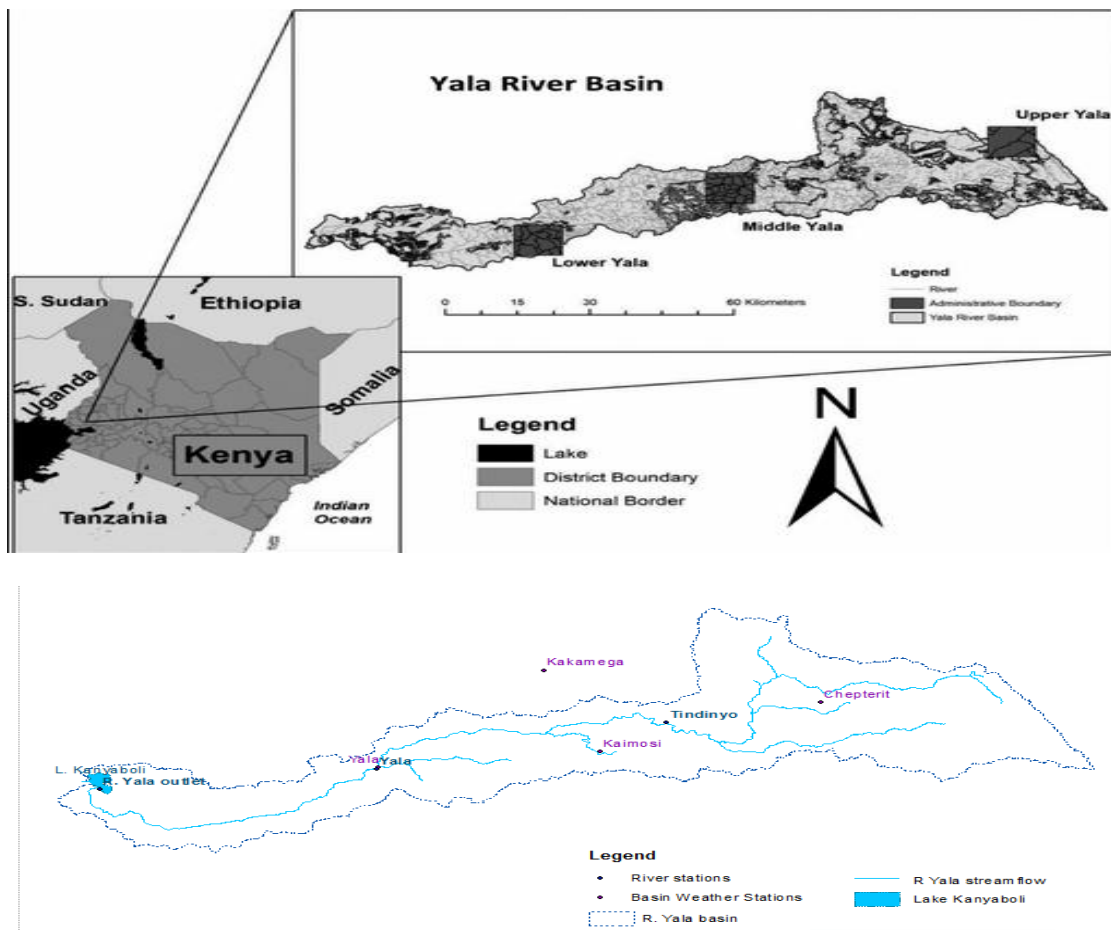 Yala River Basin
Upper Yala
Middle Yala
Lower Yala
Legend
River
Administrative Boundary
Yala River Basin
0 15 30 60 Kilometers
S. Sudan
Ethiopia
Uganda
Somalia
Kenya
Tanzania
Indian
Ocean
N
Legend
Lake
District Boundary
National Border
Kakamega
Chepterit
Tindinyo
Kaimosi
Yala
Yala
L. Kanyaboli
R. Yala outlet
Legend
River stations
Basin Weather Stations
R. Yala basin
R Yala streamflow
Lake Kanyaboli